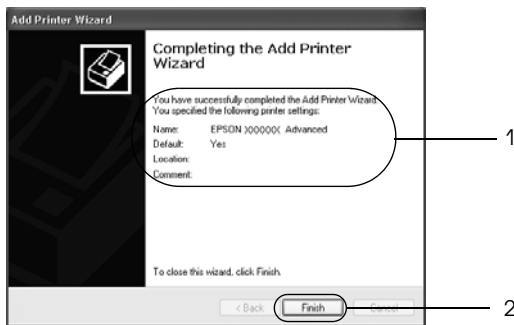 Add Printer Wizard
Completing the Add Printer
Wizard
You have successfully completed the Add Printer Wizard.
You specified the following printer settings:
Name: EPSON XXXXXX Advanced
Default: Yes
Location:
Comment:
1
To close this wizard, click Finish.
< Back Finish Cancel
2